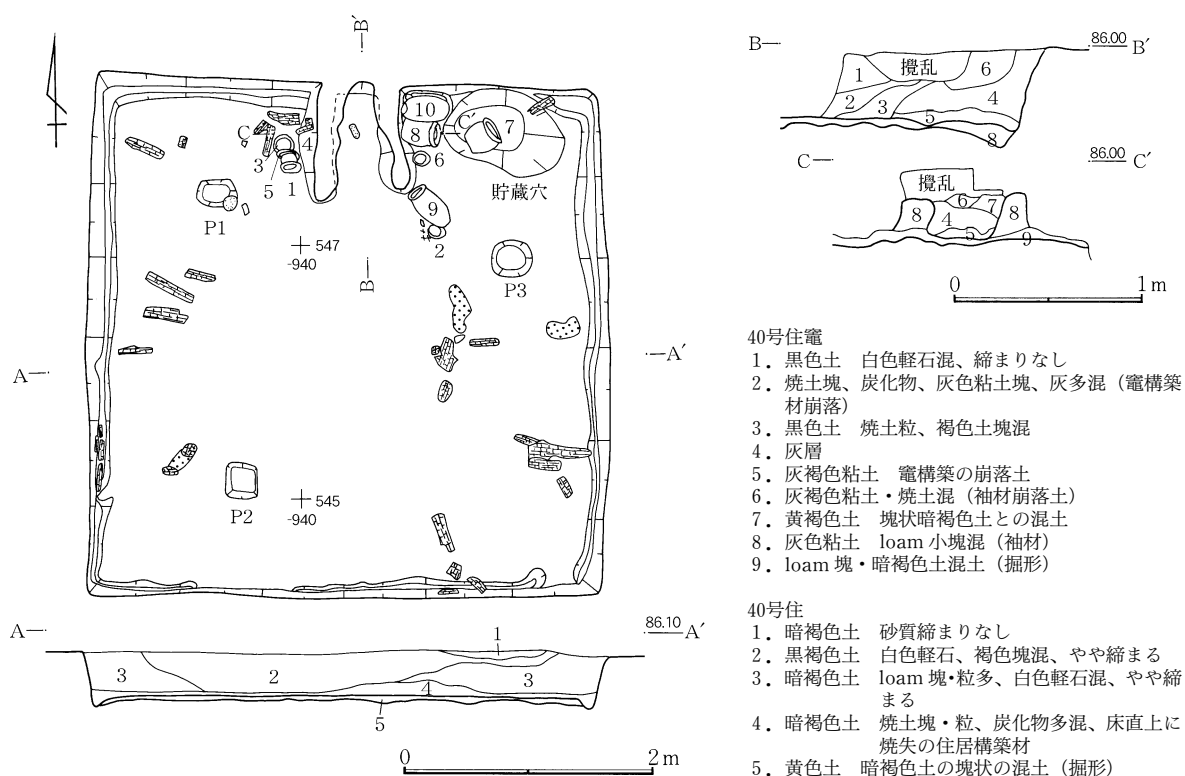 B′
C
C′
10
8
7
4
6
3
5
1
9
2
貯蔵穴
P1
547
-940
P3
B
A
A′
P2
545
-940
A
86.10
A′
1
3
2
3
4
5
0
2m
B
86.00
B′
1
攪乱
6
2
3
4
5
8
C
86.00
C′
攪乱
6
7
8
4
8
5
9
0
1m
40号住竈
1．黒色土　白色軽石混、締まりなし
2．焼土塊、炭化物、灰色粘土塊、灰多混（竈構築
材崩落）
3．黒色土　焼土粒、褐色土塊混
4．灰層
5．灰褐色粘土　竈構築の崩落土
6．灰褐色粘土・焼土混（袖材崩落土）
7．黄褐色土　塊状暗褐色土との混土
8．灰色粘土　loam 小塊混（袖材）
9．loam 塊・暗褐色土混土（掘形）
40号住
1．暗褐色土　砂質締まりなし
2．黒褐色土　白色軽石、褐色塊混、やや締まる
3．暗褐色土　loam 塊・粒多、白色軽石混、やや締
まる
4．暗褐色土　焼土塊・粒、炭化物多混、床直上に
焼失の住居構築材
5．黄色土　暗褐色土の塊状の混土（掘形）